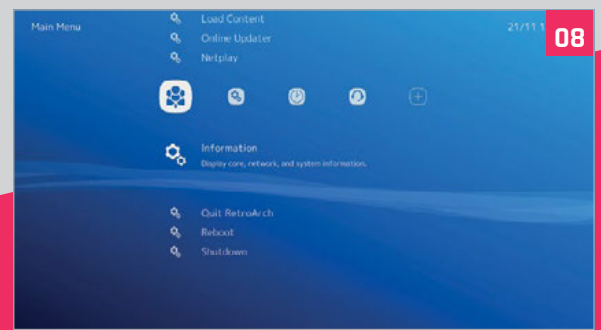 Load Content
Main Menu
21/11 1
08
Online Updater
Netplay
Information
Display core, network, and system information.
Quit RetroArch
Reboot
Shutdown